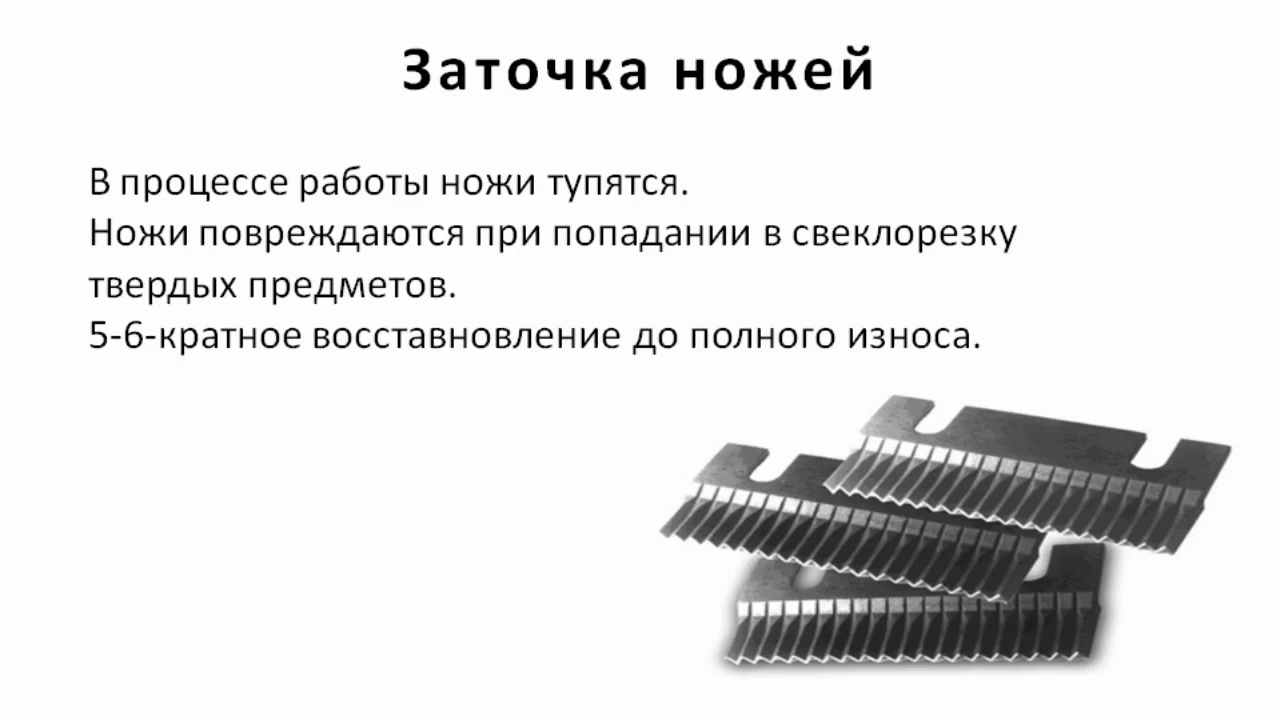 Заточка ножей
В процессе работы ножи тупятся.
Ножи повреждаются при попадании в свеклорезку
твердых предметов.
5-6-кратное восставновление до полного износа.